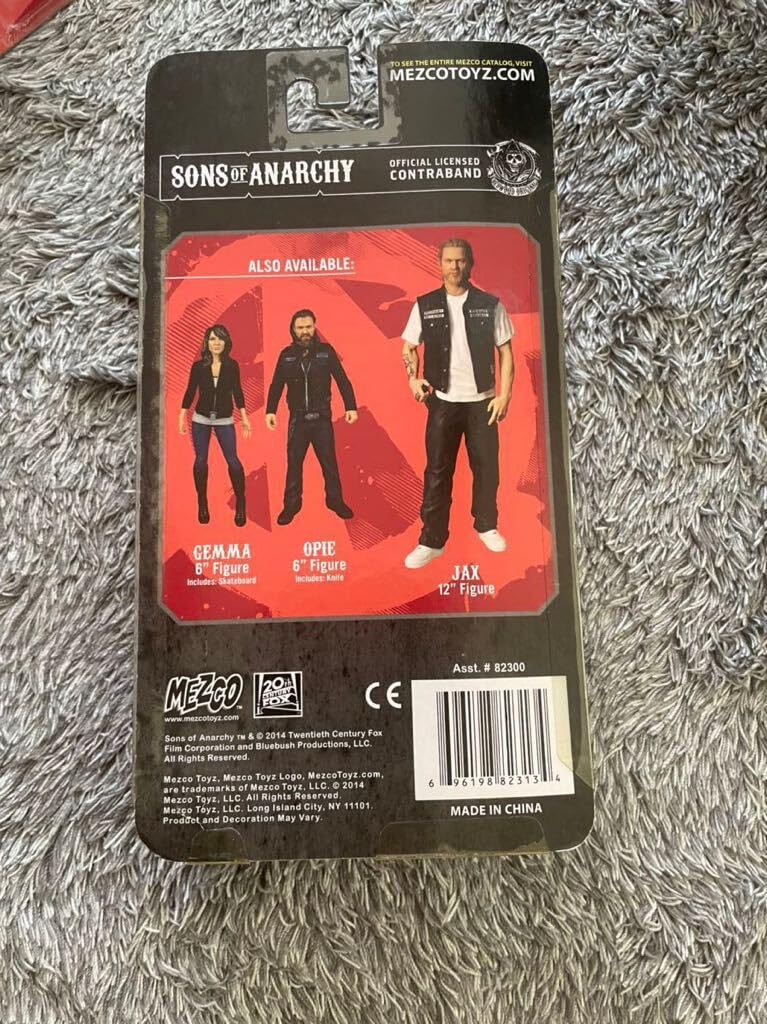 TO SEE THE ENTIRE MEZCO CATALOG, VISIT
MEZCOTOYZ.COM
SONS OF ANARCHY
OFFICIAL LICENSED
CONTRABAND
ALSO AVAILABLE:
GEMMA
6" Figure
Includes: Skateboard
OPIE
6" Figure
Includes: Knife
JAX
12" Figure
MEZCO™
www.mezcotoyz.com
20th
CENTURY
FOX
CE
Asst. # 82300
Sons of Anarchy ™ & © 2014 Twentieth Century Fox
Film Corporation and Bluebush Productions, LLC.
All Rights Reserved.
Mezco Toyz, Mezco Toyz Logo, MezcoToyz.com,
are trademarks of Mezco Toyz, LLC. © 2014
Mezco Toyz, LLC. All Rights Reserved.
Mezco Toyz, LLC. Long Island City, NY 11101.
Product and Decoration May Vary.
6 96198 82313 4
MADE IN CHINA